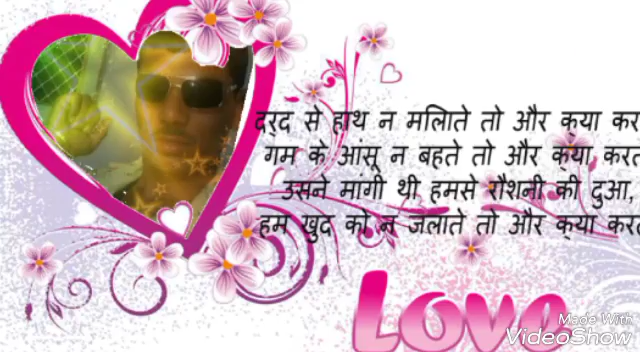 दर्द से हाथ न मिलाते तो और क्या कर
गम के आंसू न बहते तो और क्या करत
उसने मांगी थी हमसे रौशनी की दुआ,
हम खुद को न जलाते तो और क्या करत
Love
Made With
VideoShow